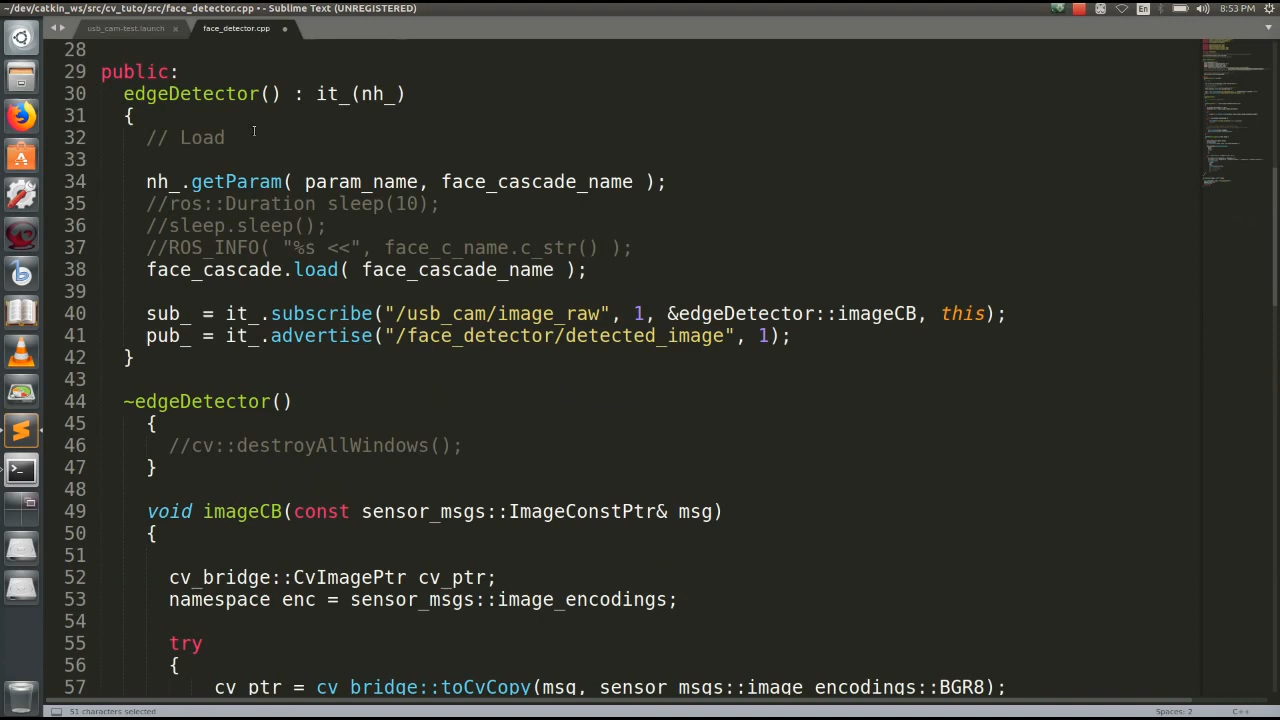 ~/dev/catkin_ws/src/cv_tuto/src/face_detector.cpp • - Sublime Text (UNREGISTERED)
En
8:53 PM
usb_cam-test.launch
face_detector.cpp
28
29 public:
30 edgeDetector() : it_(nh_)
31 {
32 // Load
33
34 nh_.getParam( param_name, face_cascade_name );
35 //ros::Duration sleep(10);
36 //sleep.sleep();
37 //ROS_INFO( "%s <<", face_c_name.c_str() );
38 face_cascade.load( face_cascade_name );
39
40 sub_ = it_.subscribe("/usb_cam/image_raw", 1, &edgeDetector::imageCB, this);
41 pub_ = it_.advertise("/face_detector/detected_image", 1);
42 }
43
44 ~edgeDetector()
45 {
46 //cv::destroyAllWindows();
47 }
48
49 void imageCB(const sensor_msgs::ImageConstPtr& msg)
50 {
51
52 cv_bridge::CvImagePtr cv_ptr;
53 namespace enc = sensor_msgs::image_encodings;
54
55 try
56 {
57 cv_ptr = cv_bridge::toCvCopy(msg, sensor_msgs::image_encodings::BGR8);
51 characters selected
Spaces: 2
C++